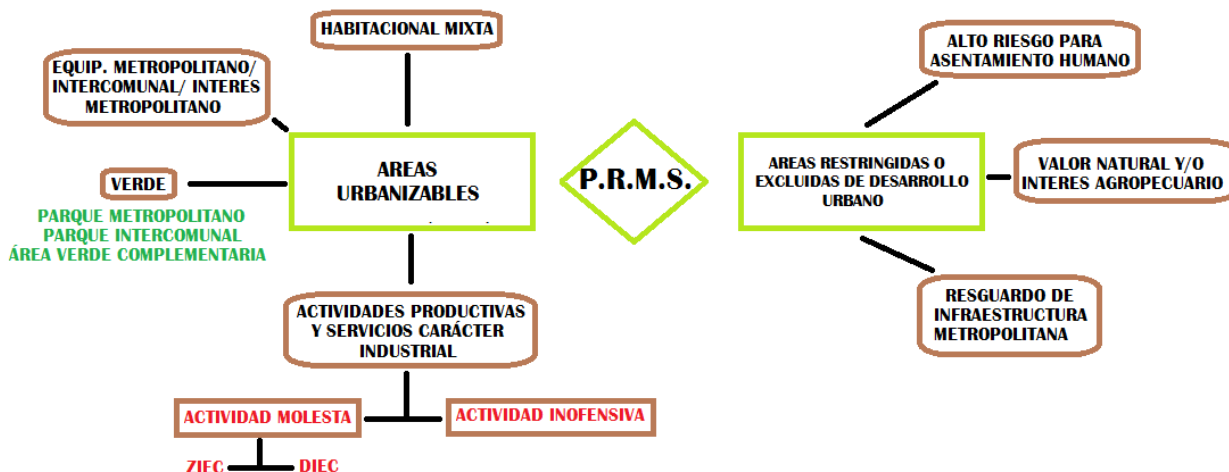 HABITACIONAL MIXTA
EQUIP. METROPOLITANO/
INTERCOMUNAL/ INTERES
METROPOLITANO
VERDE
PARQUE METROPOLITANO
PARQUE INTERCOMUNAL
ÁREA VERDE COMPLEMENTARIA
AREAS
URBANIZABLES
ACTIVIDADES PRODUCTIVAS
Y SERVICIOS CARÁCTER
INDUSTRIAL
ACTIVIDAD MOLESTA
ACTIVIDAD INOFENSIVA
ZIEC
DIEC
P.R.M.S.
ALTO RIESGO PARA
ASENTAMIENTO HUMANO
AREAS RESTRINGIDAS O
EXCLUIDAS DE DESARROLLO
URBANO
VALOR NATURAL Y/O
INTERES AGROPECUARIO
RESGUARDO DE
INFRAESTRUCTURA
METROPOLITANA